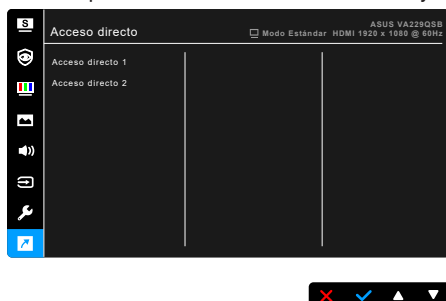 S
Acceso directo
ASUS VA229QSB
Modo Estándar HDMI 1920 x 1080 @ 60Hz
Acceso directo 1
Acceso directo 2